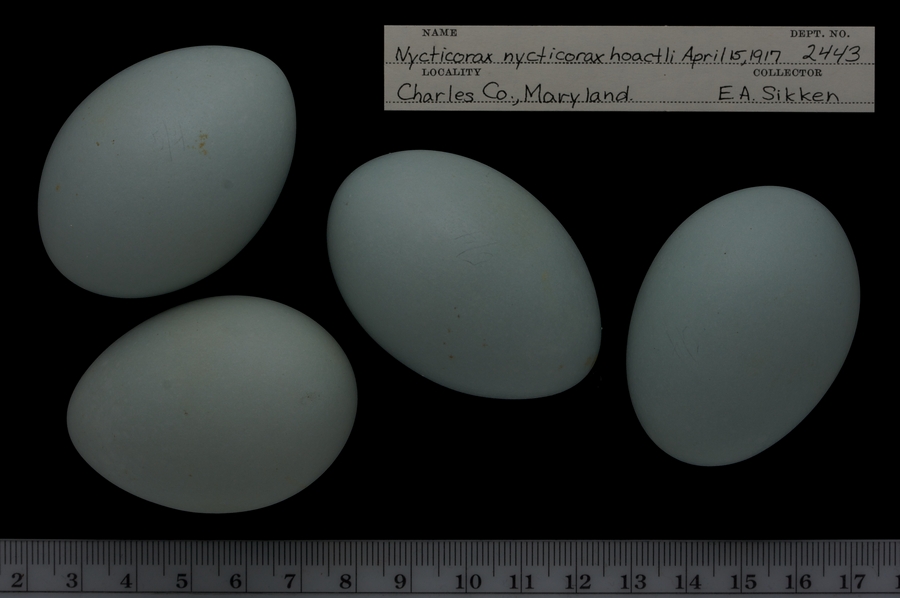 NAME DEPT. NO.
Nycticorax nycticorax hoactli April 15, 1917 2443
LOCALITY COLLECTOR
Charles Co., Maryland. E A. Sikken
2 3 4 5 6 7 8 9 10 11 12 13 14 15 16 17